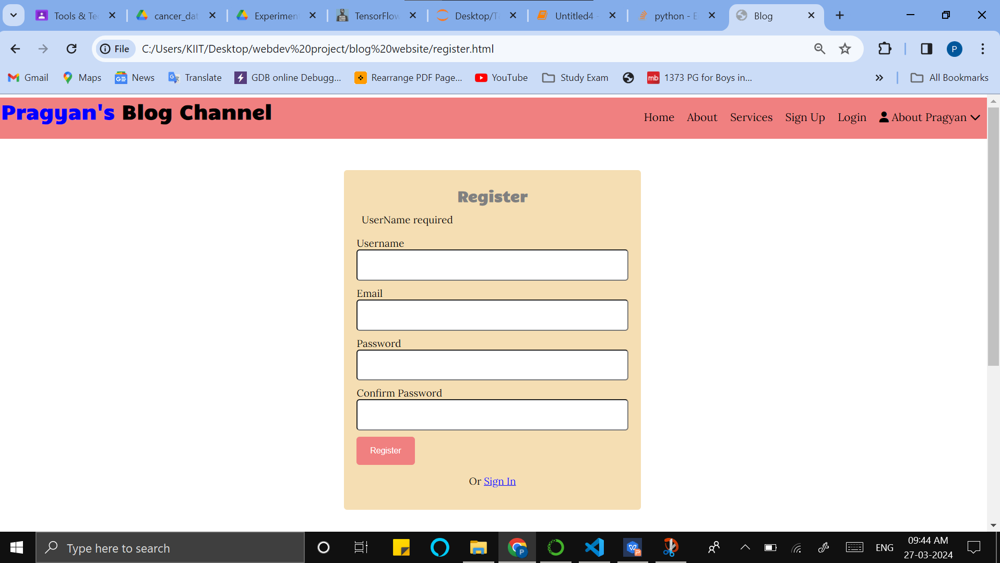 Tools & Te
cancer_dat
Experiment
TensorFlow
Desktop/T
Untitled4 -
python - E
Blog
File C:/Users/KIIT/Desktop/webdev%20project/blog%20website/register.html
P
Gmail
Maps
News
Translate
GDB online Debugg...
Rearrange PDF Page...
YouTube
Study Exam
mb 1373 PG for Boys in...
All Bookmarks
Pragyan's Blog Channel
Home About Services Sign Up Login About Pragyan
Register
UserName required
Username
Email
Password
Confirm Password
Register
Or Sign In
Type here to search
ENG
09:44 AM
27-03-2024